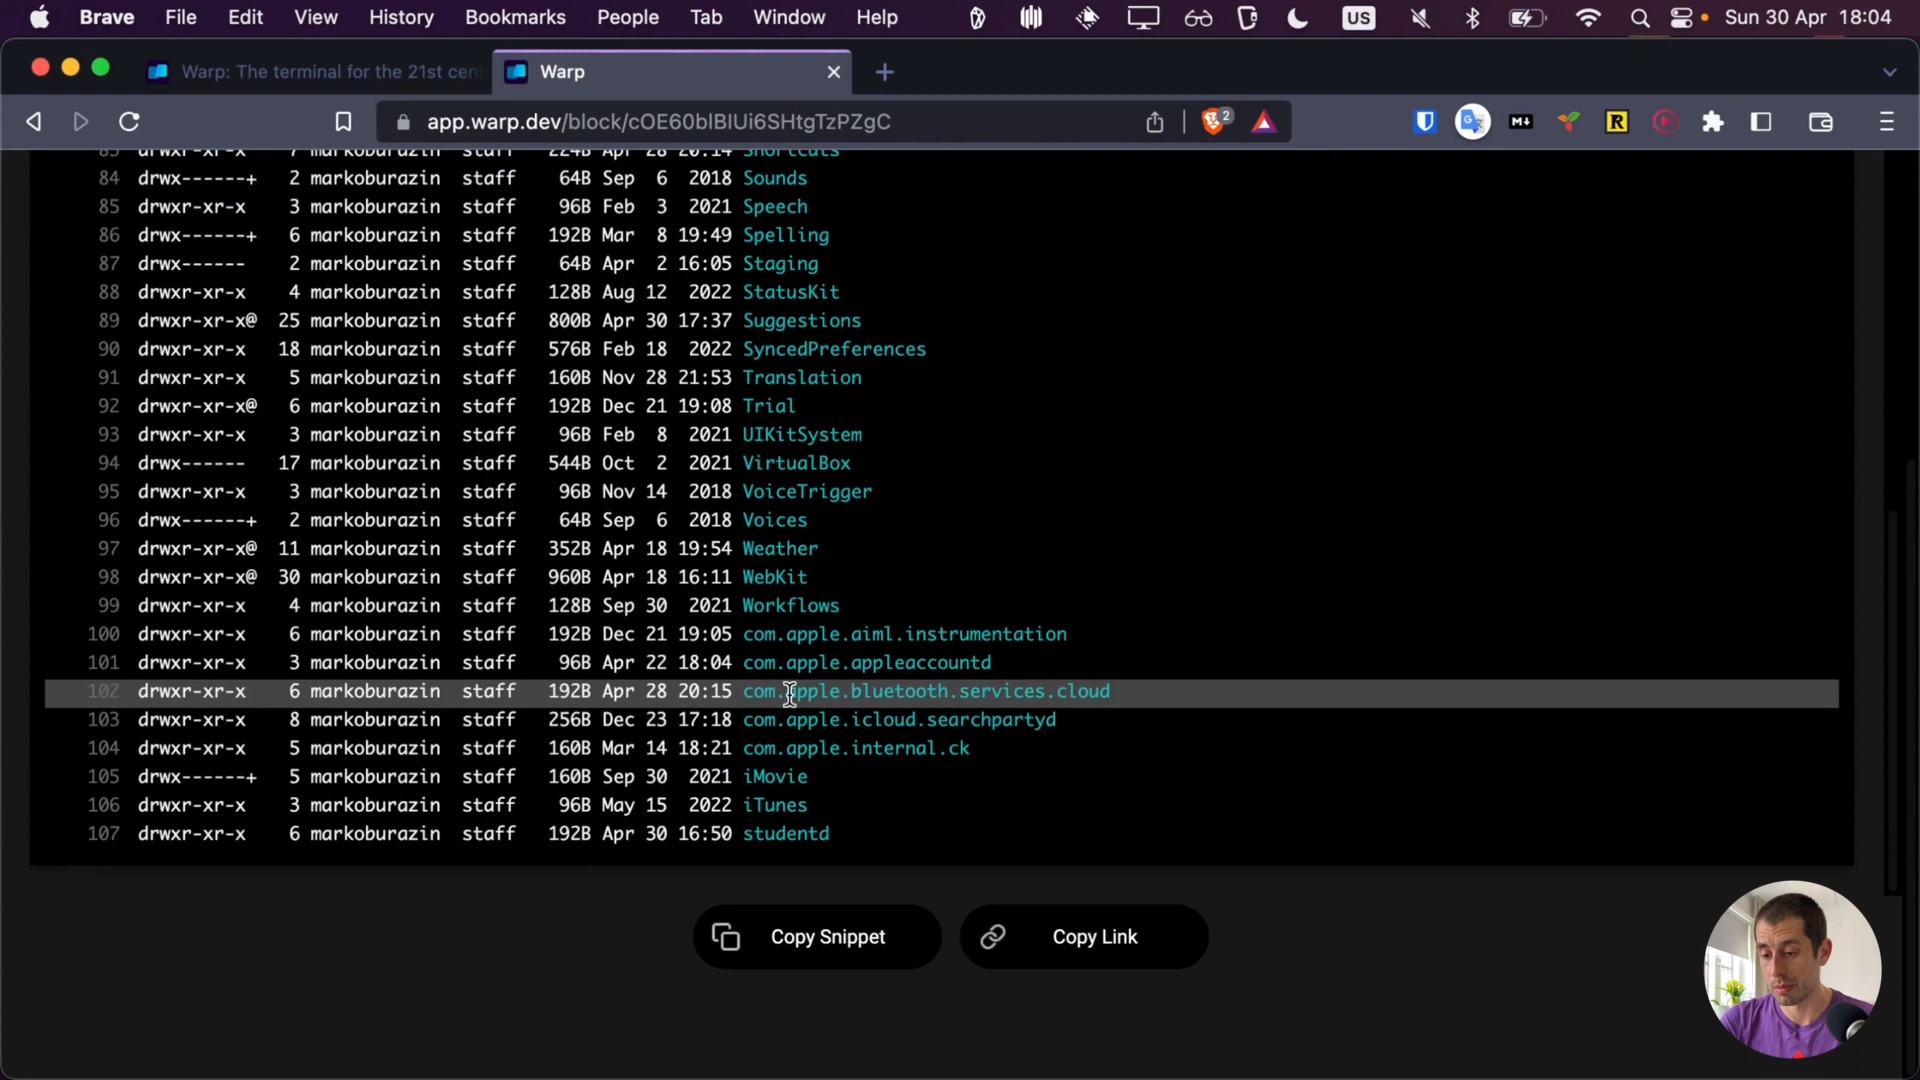 Brave File Edit View History Bookmarks People Tab Window Help US Sun 30 Apr 18:04
Warp: The terminal for the 21st cent Warp
app.warp.dev/block/cOE60blBIUi6SHtgTzPZgC 2 M↓ R
83 drwxr-xr-x 7 markoburazin staff 224B Apr 28 20:14 Shortcuts
84 drwx------+ 2 markoburazin staff 64B Sep 6 2018 Sounds
85 drwxr-xr-x 3 markoburazin staff 96B Feb 3 2021 Speech
86 drwx------+ 6 markoburazin staff 192B Mar 8 19:49 Spelling
87 drwx------ 2 markoburazin staff 64B Apr 2 16:05 Staging
88 drwxr-xr-x 4 markoburazin staff 128B Aug 12 2022 StatusKit
89 drwxr-xr-x@ 25 markoburazin staff 800B Apr 30 17:37 Suggestions
90 drwxr-xr-x 18 markoburazin staff 576B Feb 18 2022 SyncedPreferences
91 drwxr-xr-x 5 markoburazin staff 160B Nov 28 21:53 Translation
92 drwxr-xr-x@ 6 markoburazin staff 192B Dec 21 19:08 Trial
93 drwxr-xr-x 3 markoburazin staff 96B Feb 8 2021 UIKitSystem
94 drwx------ 17 markoburazin staff 544B Oct 2 2021 VirtualBox
95 drwxr-xr-x 3 markoburazin staff 96B Nov 14 2018 VoiceTrigger
96 drwx------+ 2 markoburazin staff 64B Sep 6 2018 Voices
97 drwxr-xr-x@ 11 markoburazin staff 352B Apr 18 19:54 Weather
98 drwxr-xr-x@ 30 markoburazin staff 960B Apr 18 16:11 WebKit
99 drwxr-xr-x 4 markoburazin staff 128B Sep 30 2021 Workflows
100 drwxr-xr-x 6 markoburazin staff 192B Dec 21 19:05 com.apple.aiml.instrumentation
101 drwxr-xr-x 3 markoburazin staff 96B Apr 22 18:04 com.apple.appleaccountd
102 drwxr-xr-x 6 markoburazin staff 192B Apr 28 20:15 com.apple.bluetooth.services.cloud
103 drwxr-xr-x 8 markoburazin staff 256B Dec 23 17:18 com.apple.icloud.searchpartyd
104 drwxr-xr-x 5 markoburazin staff 160B Mar 14 18:21 com.apple.internal.ck
105 drwx------+ 5 markoburazin staff 160B Sep 30 2021 iMovie
106 drwxr-xr-x 3 markoburazin staff 96B May 15 2022 iTunes
107 drwxr-xr-x 6 markoburazin staff 192B Apr 30 16:50 studentd
Copy Snippet Copy Link